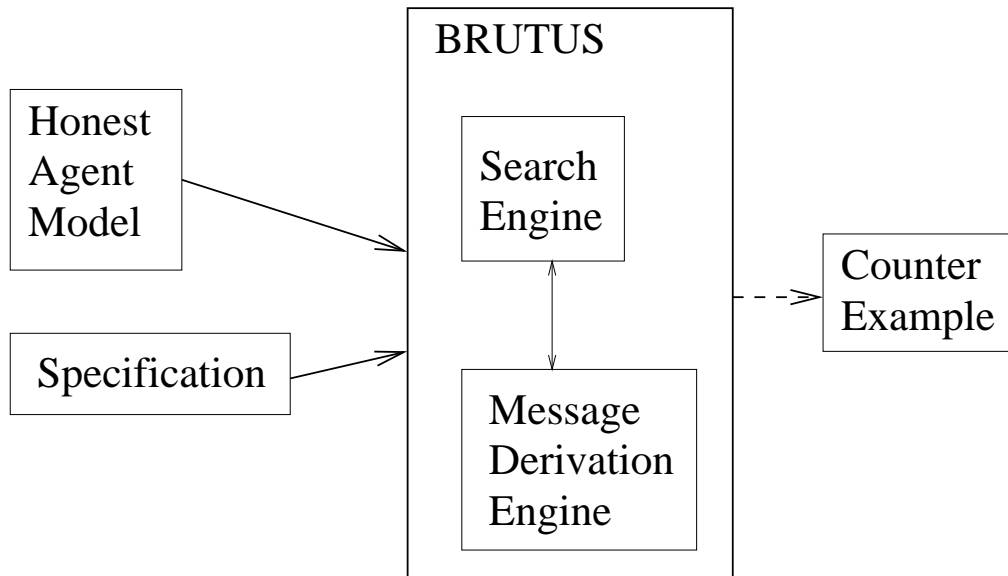 BRUTUS
Honest
Agent
Model
Search
Engine
Counter
Example
Specification
Message
Derivation
Engine